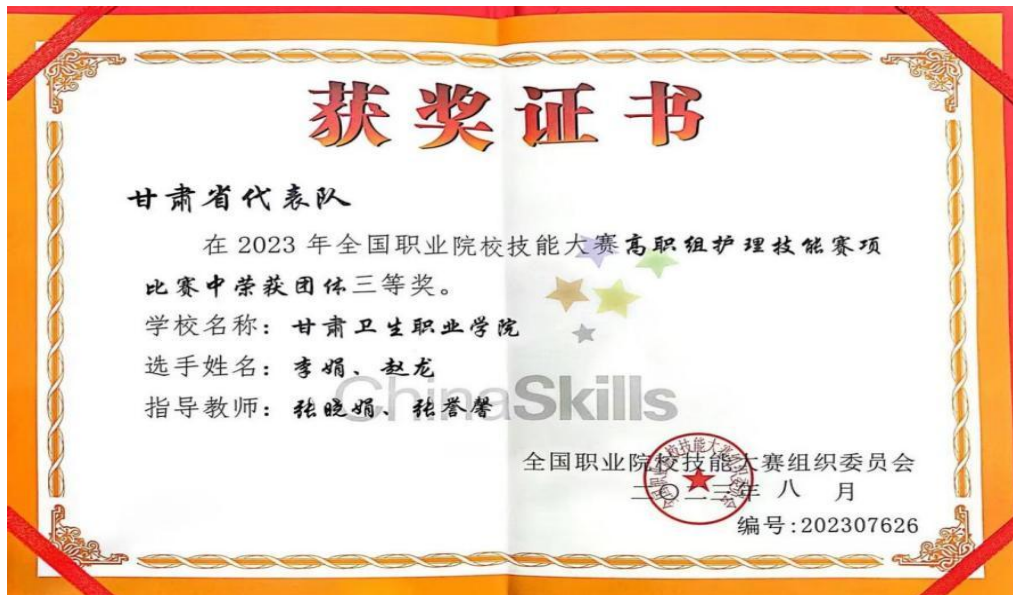 获奖证书
甘肃省代表队
在 2023 年全国职业院校技能大赛高职组护理技能赛项
比赛中荣获团体三等奖。
学校名称：甘肃卫生职业学院
选手姓名：李娟、赵龙
指导教师：张晓娟、张誉馨
ChinaSkills
全国职业院校技能大赛组织委员会
二〇二三年 八 月
编号:202307626